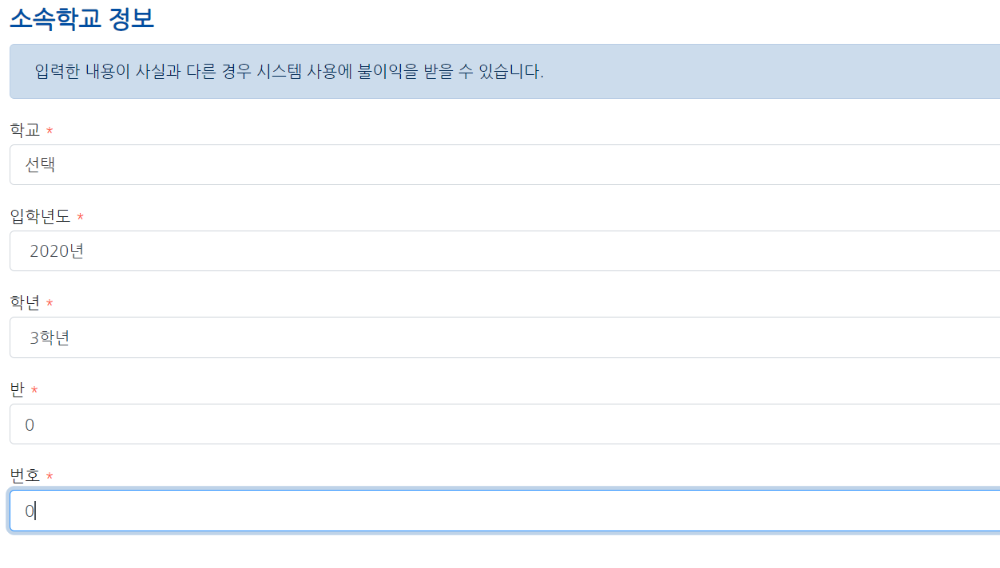 소속학교 정보
입력한 내용이 사실과 다른 경우 시스템 사용에 불이익을 받을 수 있습니다.
학교 *
선택
입학년도 *
2020년
학년 *
3학년
반 *
0
번호 *
0